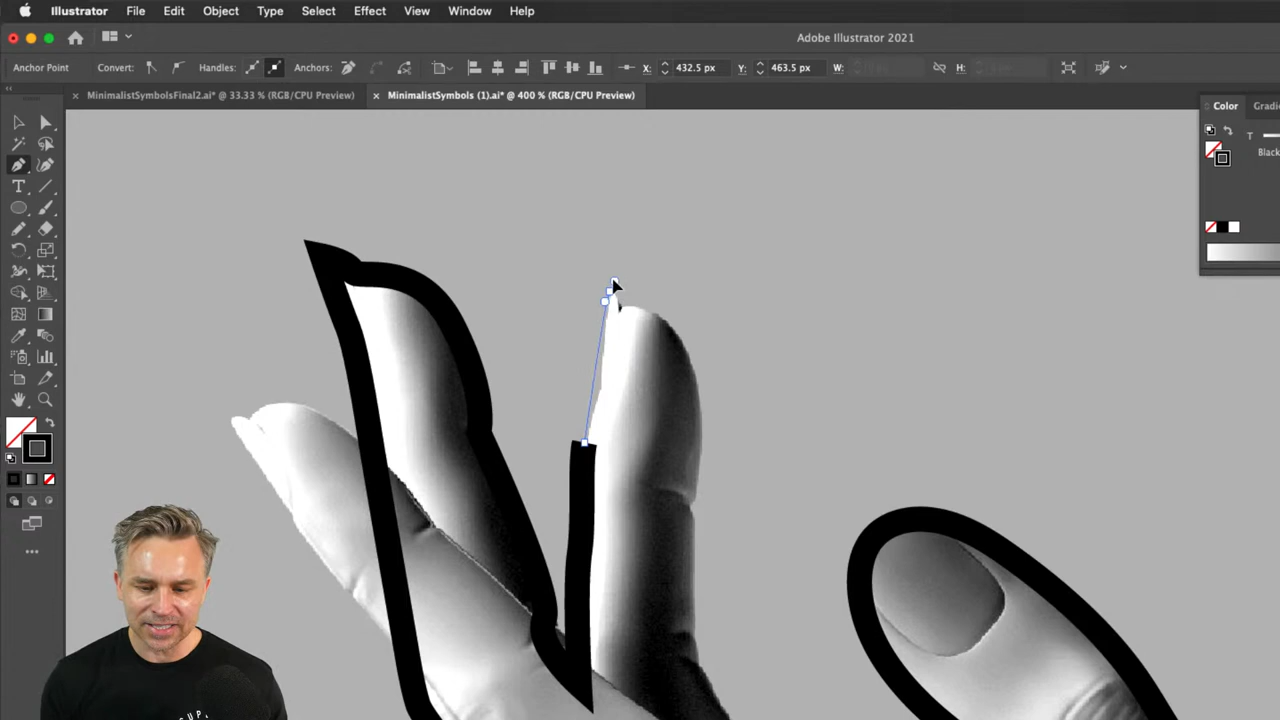 Illustrator File Edit Object Type Select Effect View Window Help
Adobe Illustrator 2021
Anchor Point Convert: Handles: Anchors: X: 432.5 px Y: 463.5 px W: H:
MinimalistSymbolsFinal2.ai* @ 33.33 % (RGB/CPU Preview) MinimalistSymbols (1).ai* @ 400 % (RGB/CPU Preview)
Color
T